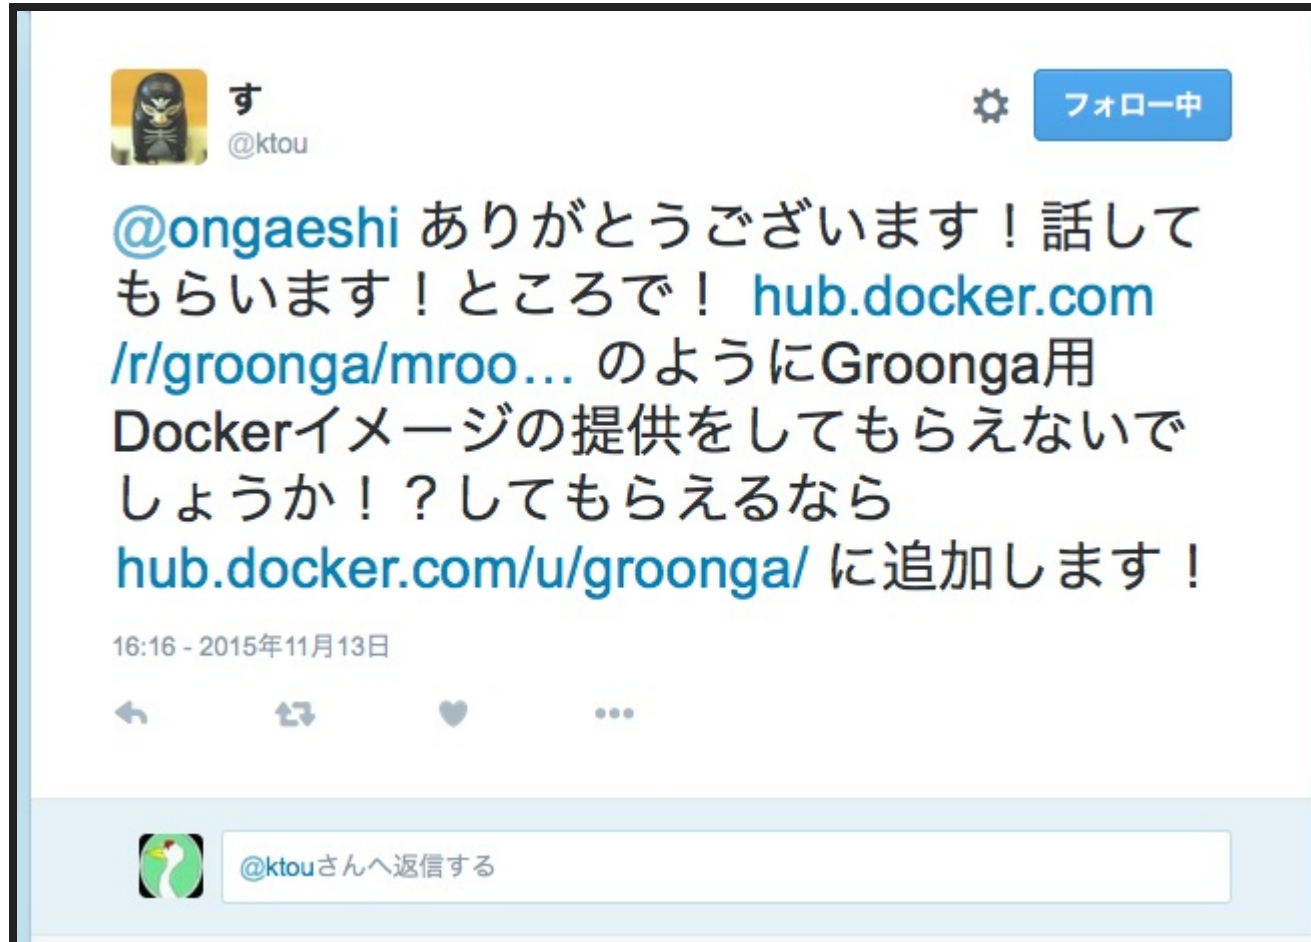 す
@ktou
フォロー中
@ongaeshi ありがとうございます！話して
もらいます！ところで！ hub.docker.com
/r/groonga/mroo… のようにGroonga用
Dockerイメージの提供をしてもらえないで
しょうか！？してもらえるなら
hub.docker.com/u/groonga/ に追加します！
16:16 - 2015年11月13日
@ktouさんへ返信する